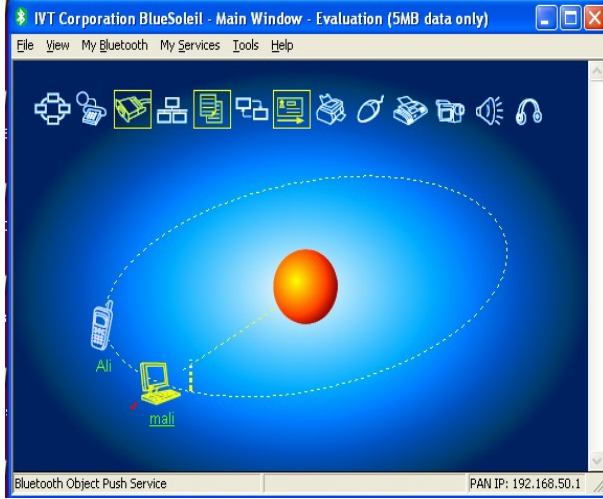 IVT Corporation BlueSoleil - Main Window - Evaluation (5MB data only)
File View My Bluetooth My Services Tools Help
Ali
mali
Bluetooth Object Push Service PAN IP: 192.168.50.1